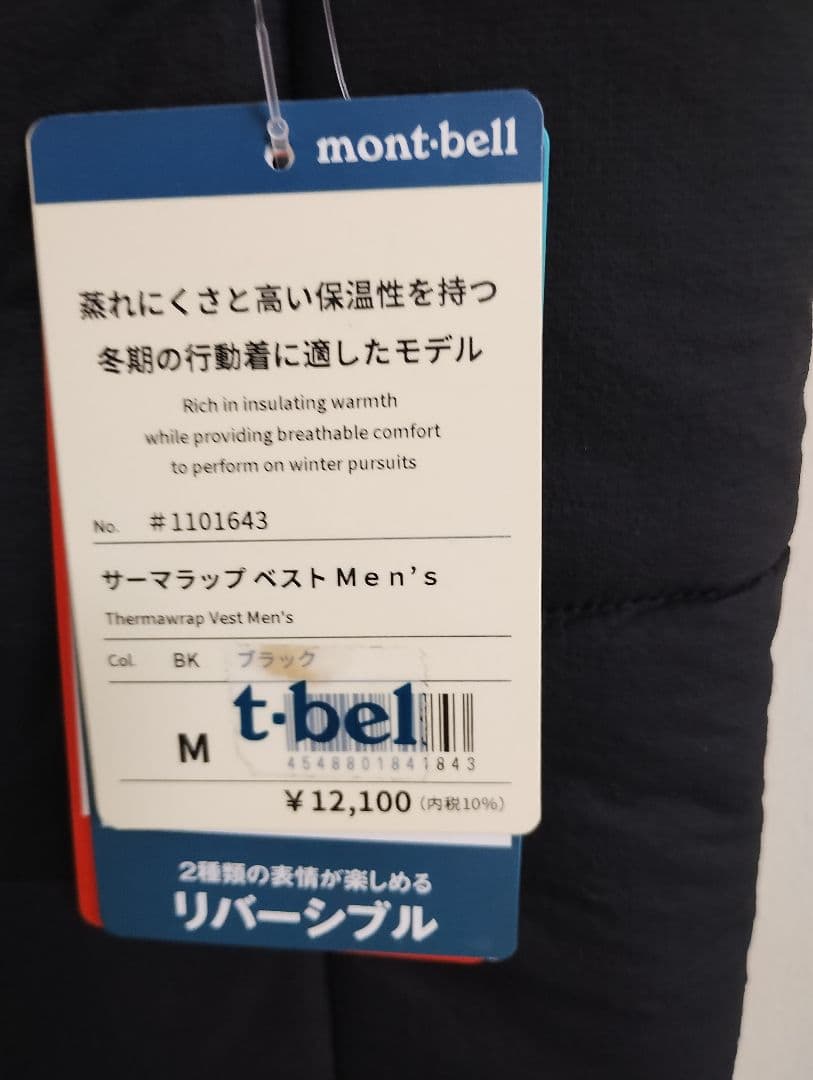 mont·bell
蒸れにくさと高い保温性を持つ
冬期の行動着に適したモデル
Rich in insulating warmth
while providing breathable comfort
to perform on winter pursuits
No. #1101643
サーマラップ ベスト Men's
Thermawrap Vest Men's
Col. BK ブラック
t·bel
M
4548801841843
¥12,100 (内税10%)
2種類の表情が楽しめる
リバーシブル